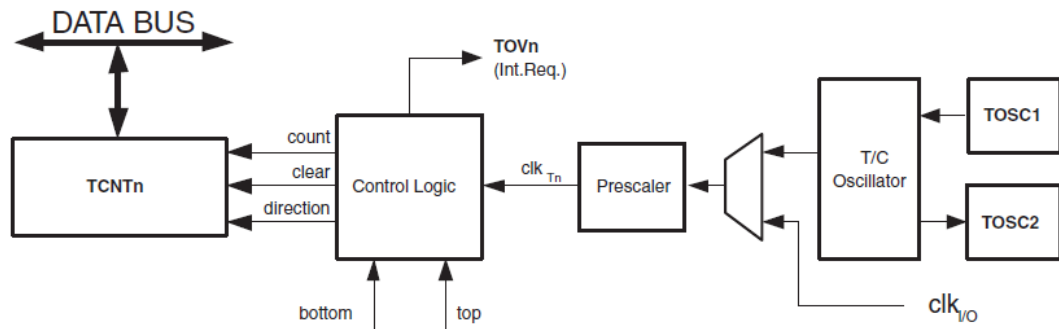 DATA BUS
TOVn
(Int.Req.)
TOSC1
count
T/C
Oscillator
clk Tn
TCNTn
clear
Control Logic
Prescaler
direction
TOSC2
bottom
top
clkI/O